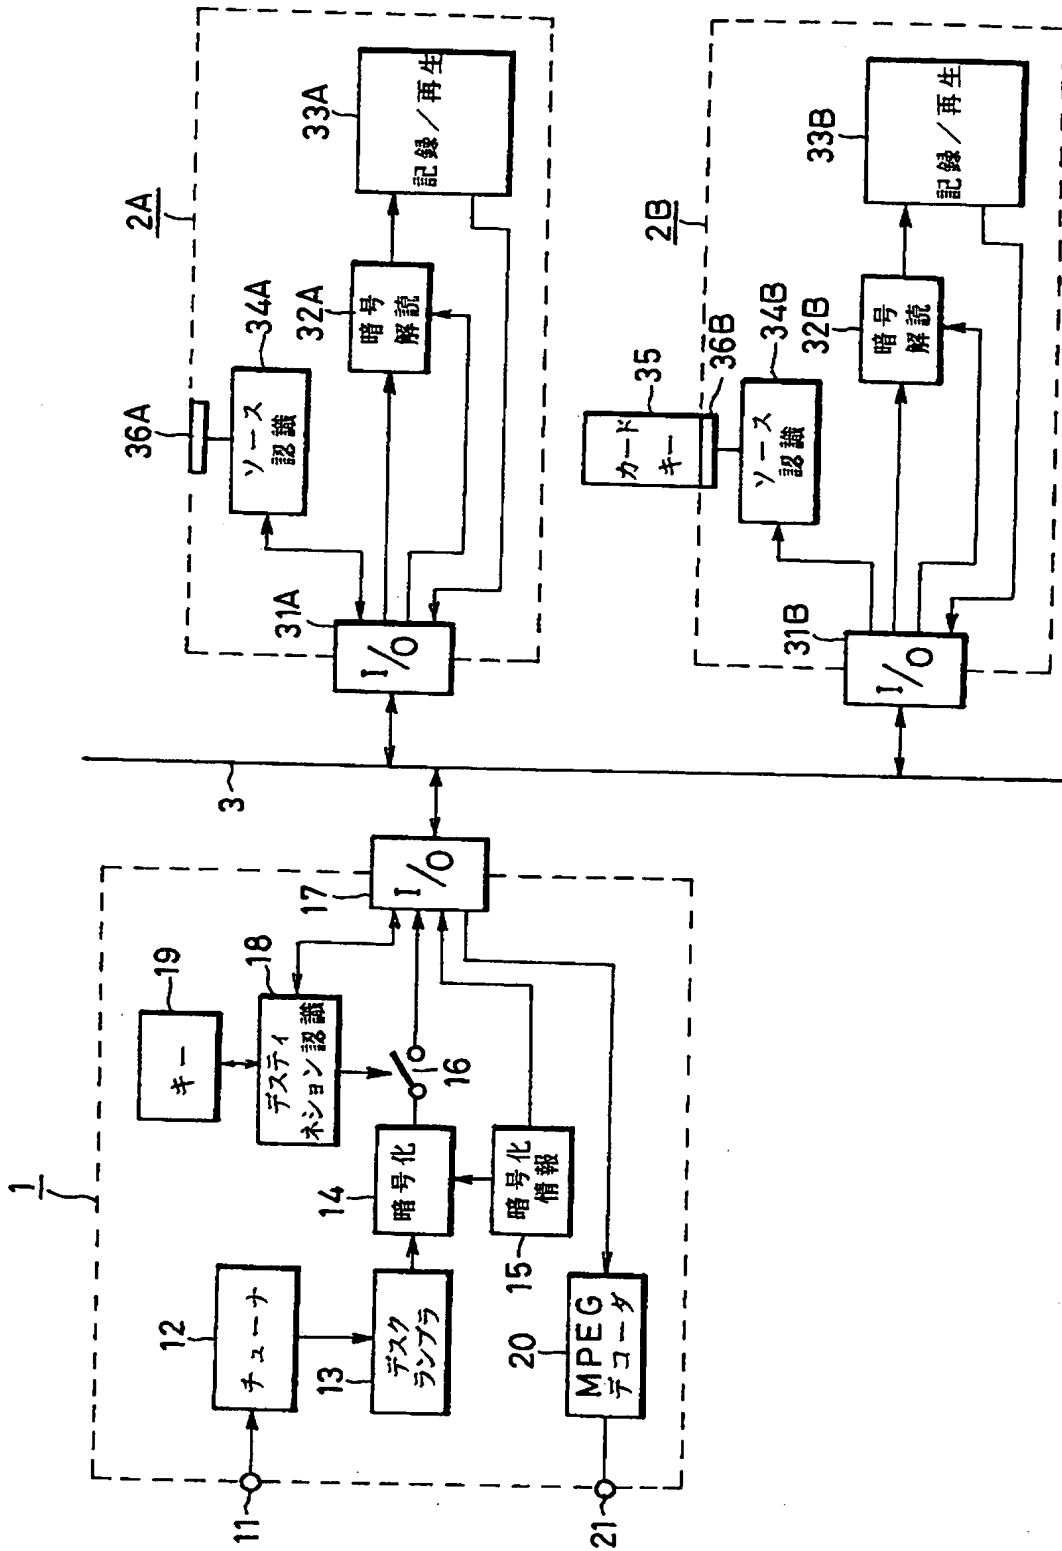 1
11
12
チューナ
13
デスク
ランブラ
14
暗号化
15
暗号化
情報
16
17
I/O
18
デスティ
ネション認識
19
キー
20
MPEG
デコーダ
21
3
2A
31A
I/O
36A
34A
ソース
認識
32A
暗号
解読
33A
記録/再生
2B
31B
I/O
35
カード
キー
36B
34B
ソース
認識
32B
暗号
解読
33B
記録/再生